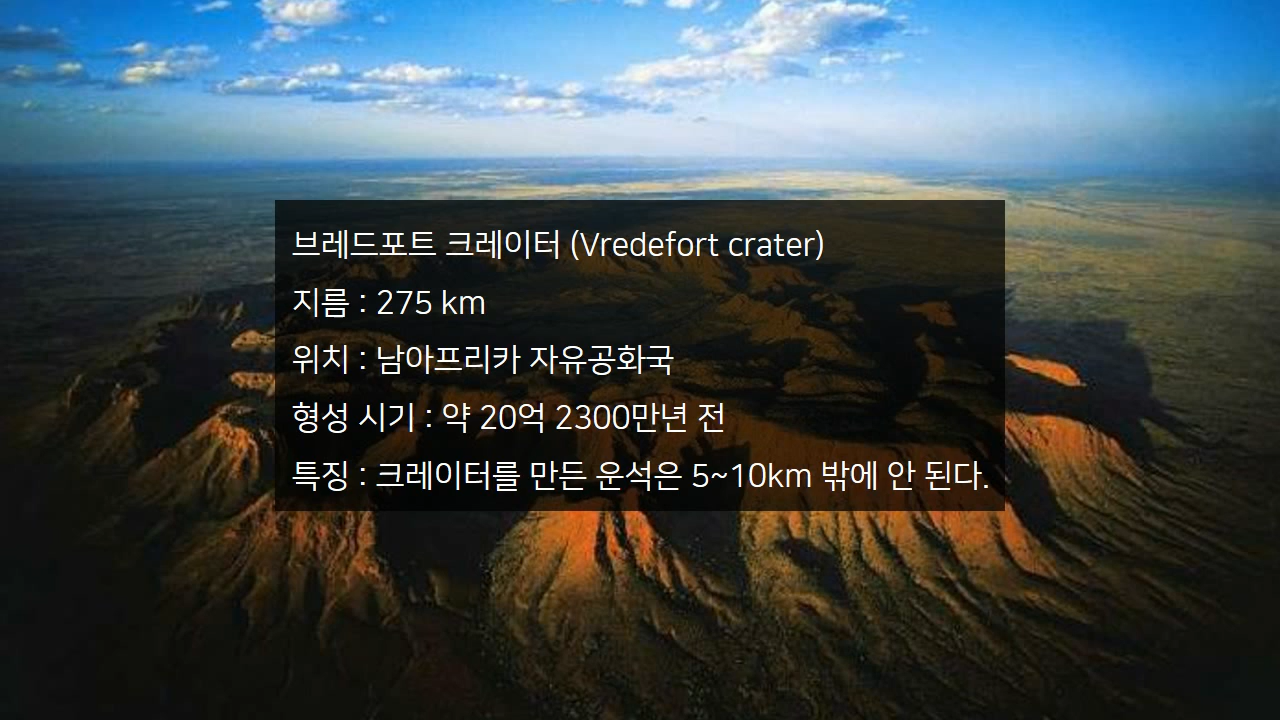 브레드포트 크레이터 (Vredefort crater)
지름 : 275 km
위치 : 남아프리카 자유공화국
형성 시기 : 약 20억 2300만년 전
특징 : 크레이터를 만든 운석은 5~10km 밖에 안 된다.